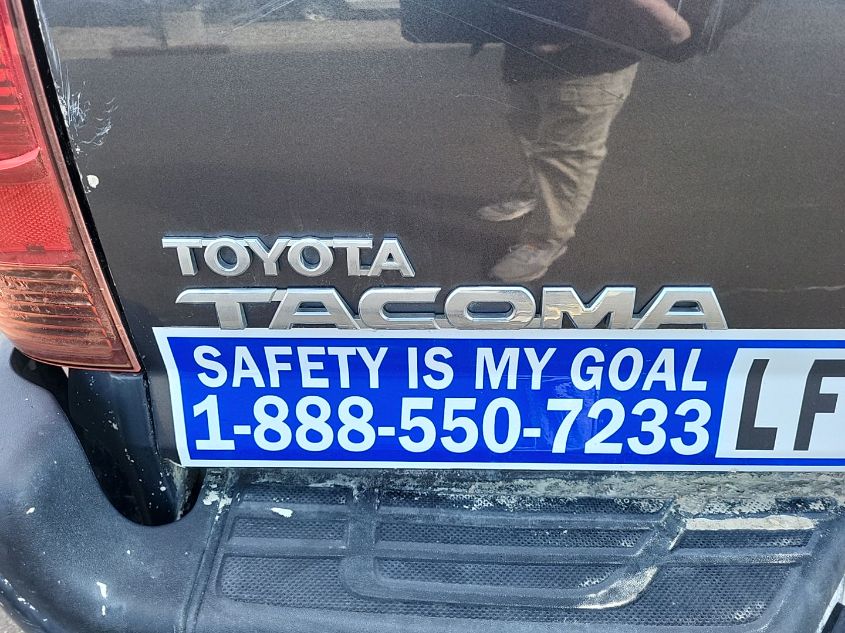 TOYOTA
TACOMA
SAFETY IS MY GOAL
1-888-550-7233
LF